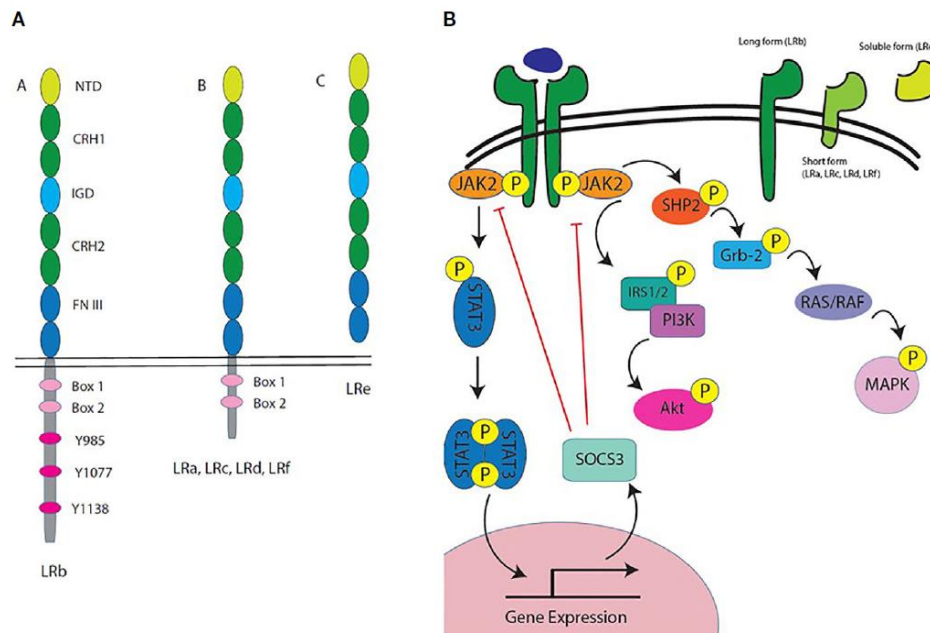 A
A
NTD
CRH1
IGD
CRH2
FN III
Box 1
Box 2
Y985
Y1077
Y1138
LRb
B
Box 1
Box 2
LRa, LRc, LRd, LRf
C
LRe
B
Long form (LRb)
Soluble form (LRe
Short form
(LRa, LRc, LRd, LRf)
JAK2
P
P
JAK2
SHP2
P
Grb-2
P
RAS/RAF
MAPK
P
P
STAT3
IRS1/2
P
PI3K
Akt
P
STAT3
P
P
STAT3
SOCS3
Gene Expression